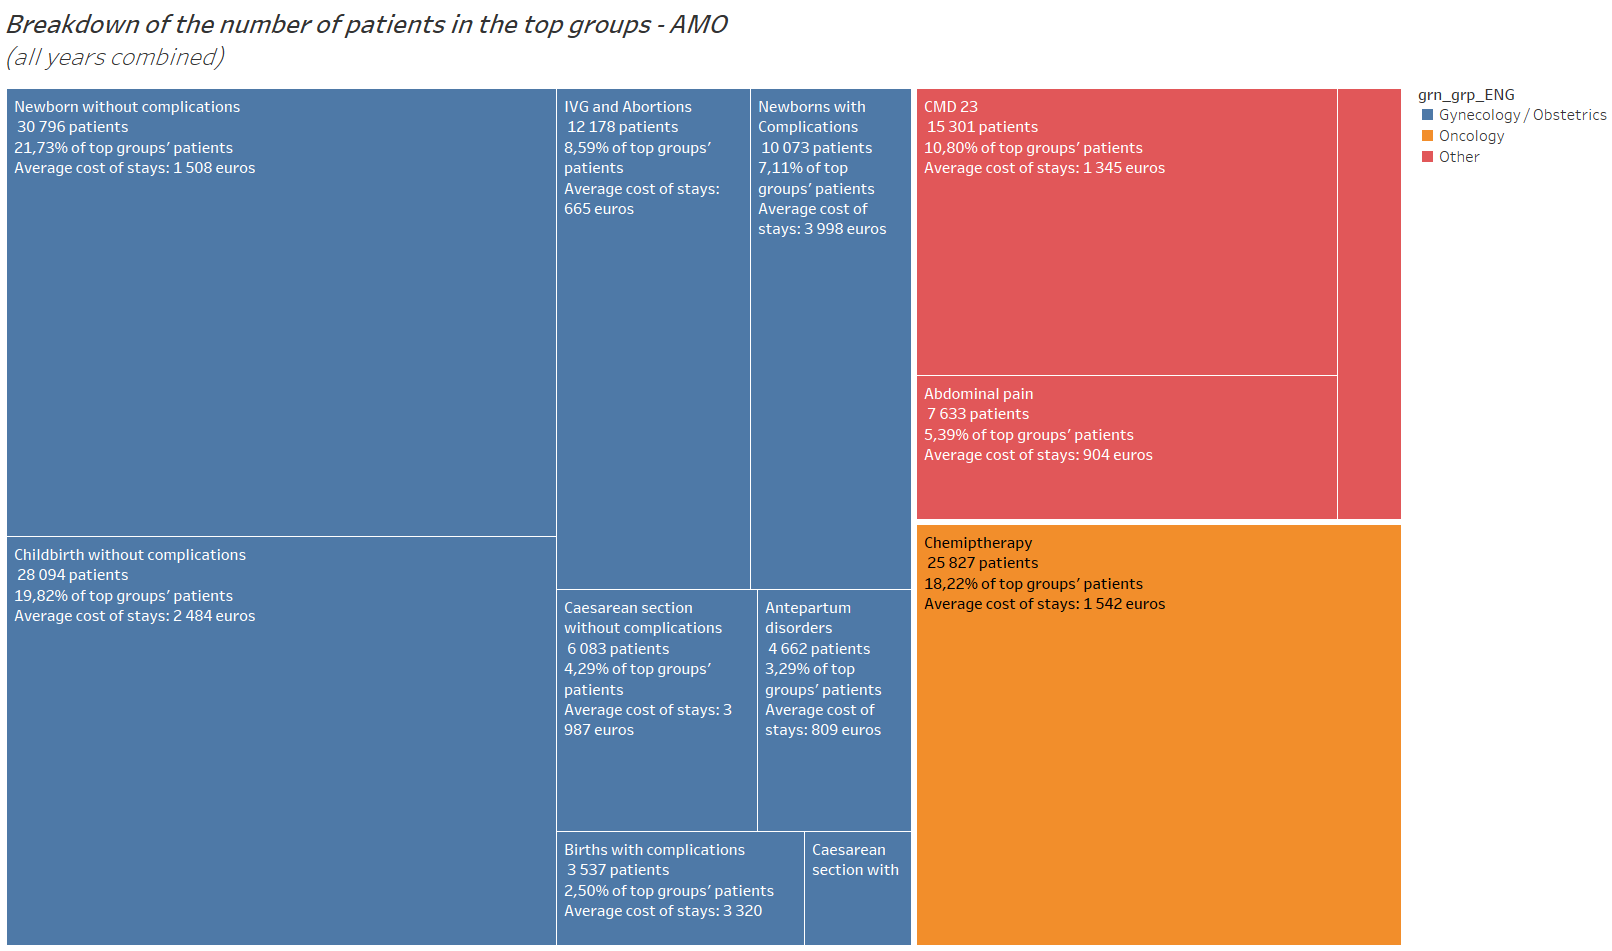 Breakdown of the number of patients in the top groups - AMO
(all years combined)
Newborn without complications
30 796 patients
21,73% of top groups’ patients
Average cost of stays: 1 508 euros
Childbirth without complications
28 094 patients
19,82% of top groups’ patients
Average cost of stays: 2 484 euros
IVG and Abortions
12 178 patients
8,59% of top groups’
patients
Average cost of stays:
665 euros
Newborns with
Complications
10 073 patients
7,11% of top
groups’ patients
Average cost of
stays: 3 998 euros
Caesarean section
without complications
6 083 patients
4,29% of top groups’
patients
Average cost of stays: 3
987 euros
Antepartum
disorders
4 662 patients
3,29% of top
groups’ patients
Average cost of
stays: 809 euros
Births with complications
3 537 patients
2,50% of top groups’ patients
Average cost of stays: 3 320
Caesarean
section with
CMD 23
15 301 patients
10,80% of top groups’ patients
Average cost of stays: 1 345 euros
Abdominal pain
7 633 patients
5,39% of top groups’ patients
Average cost of stays: 904 euros
Chemiptherapy
25 827 patients
18,22% of top groups’ patients
Average cost of stays: 1 542 euros
grn_grp_ENG
Gynecology / Obstetrics
Oncology
Other